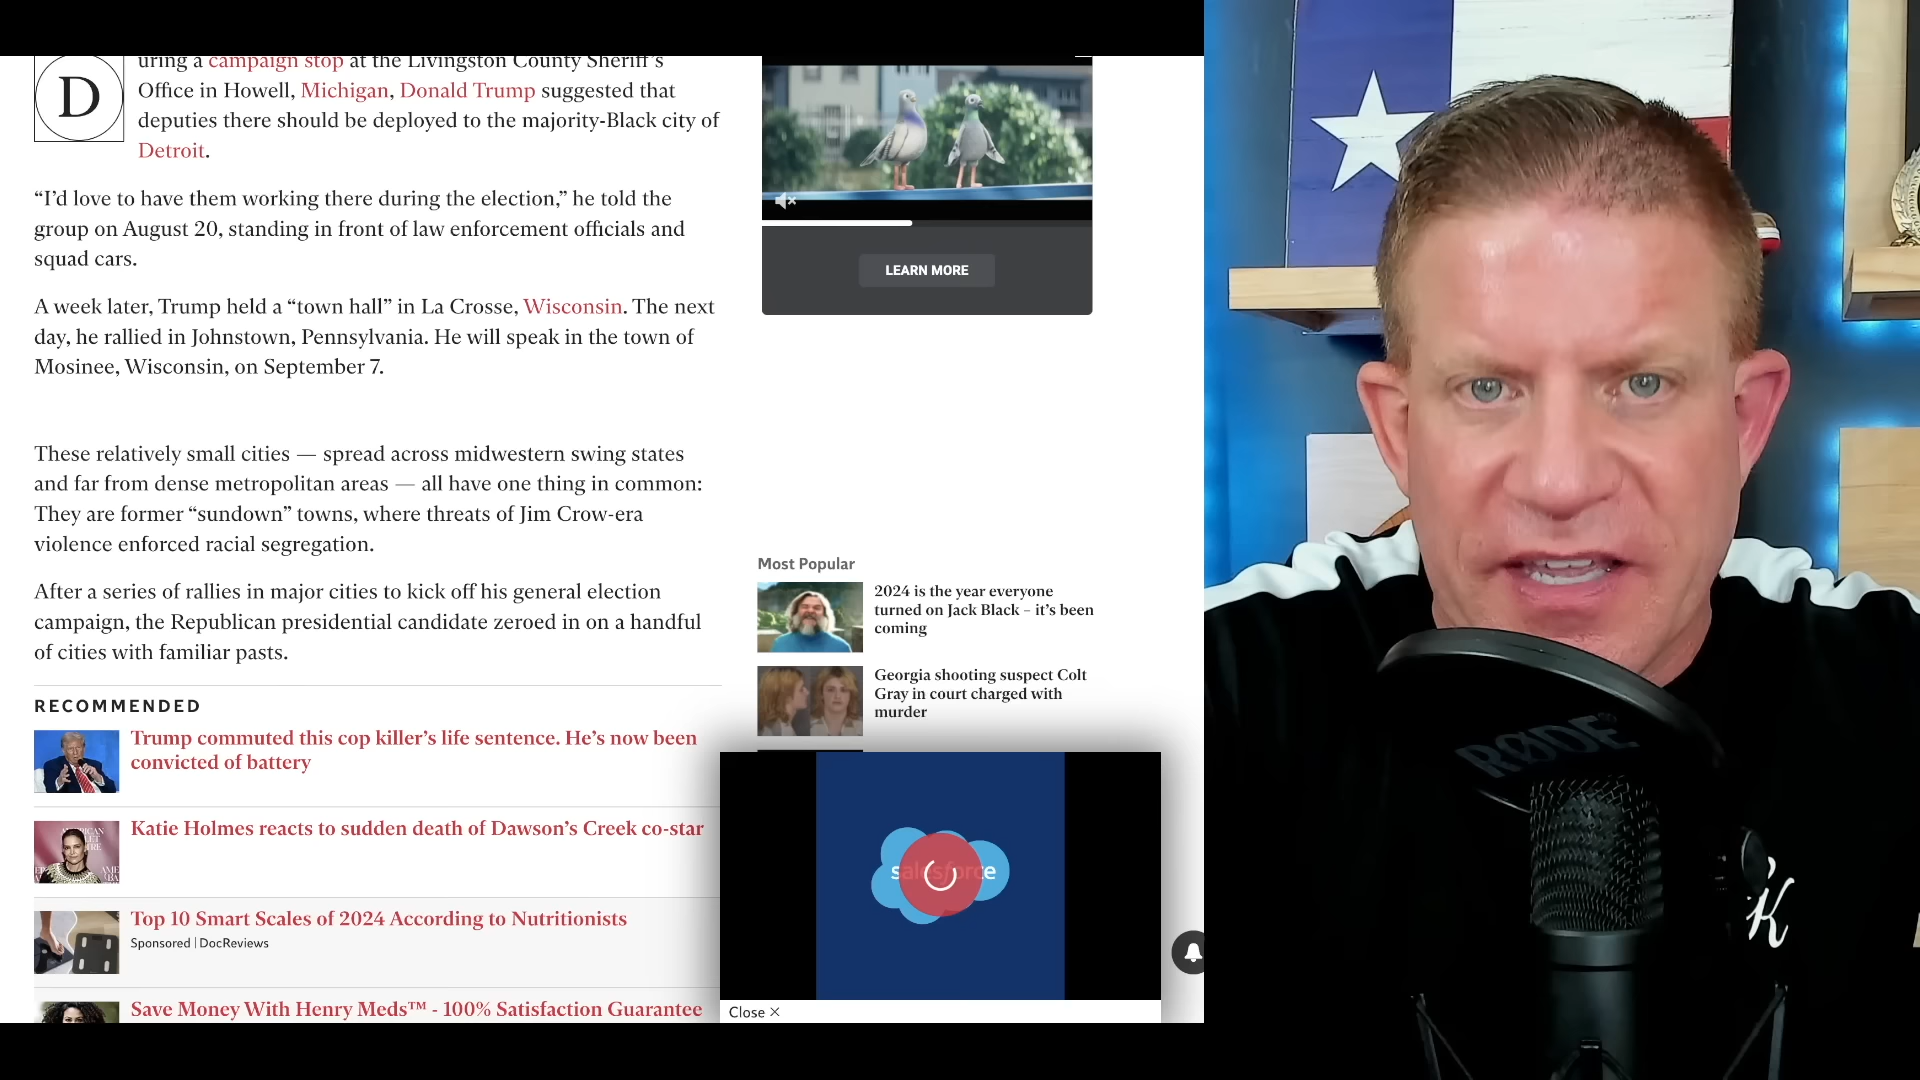 uring a campaign stop at the Livingston County Sheriff's
D
Office in Howell, Michigan, Donald Trump suggested that
deputies there should be deployed to the majority-Black city of
Detroit.
“I'd love to have them working there during the election,” he told the
group on August 20, standing in front of law enforcement officials and
squad cars.
A week later, Trump held a “town hall” in La Crosse, Wisconsin. The next
day, he rallied in Johnstown, Pennsylvania. He will speak in the town of
Mosinee, Wisconsin, on September 7.
These relatively small cities — spread across midwestern swing states
and far from dense metropolitan areas — all have one thing in common:
They are former “sundown” towns, where threats of Jim Crow-era
violence enforced racial segregation.
After a series of rallies in major cities to kick off his general election
campaign, the Republican presidential candidate zeroed in on a handful
of cities with familiar pasts.
RECOMMENDED
Trump commuted this cop killer's life sentence. He's now been
convicted of battery
Katie Holmes reacts to sudden death of Dawson's Creek co-star
Top 10 Smart Scales of 2024 According to Nutritionists
Sponsored | DocReviews
Save Money With Henry Meds™ - 100% Satisfaction Guarantee
LEARN MORE
Most Popular
2024 is the year everyone
turned on Jack Black – it's been
coming
Georgia shooting suspect Colt
Gray in court charged with
murder
salesforce
Close ×
RØDE
K